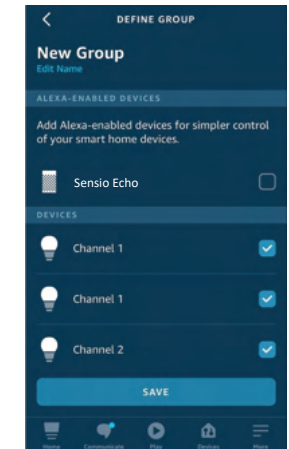 DEFINE GROUP
New Group
Edit Name
ALEXA-ENABLED DEVICES
Add Alexa-enabled devices for simpler control
of your smart home devices.
Sensio Echo
DEVICES
Channel 1
Channel 1
Channel 2
SAVE
Home Communicate Play Devices More